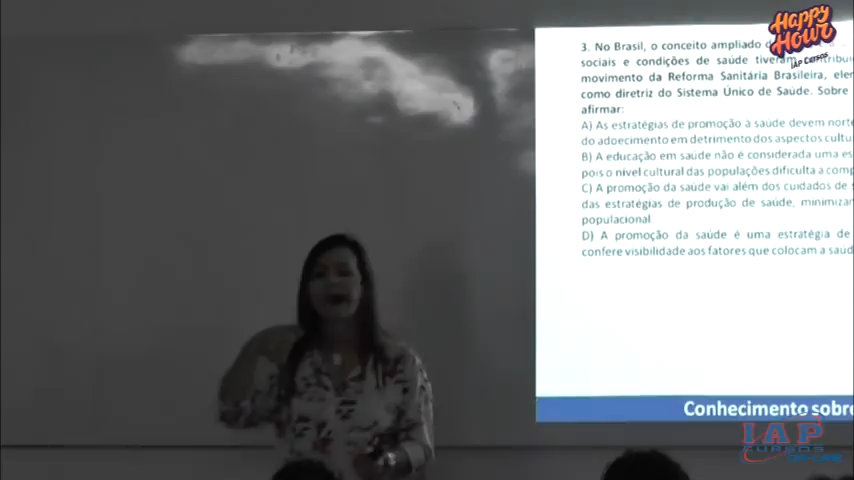 HAPPY
HOUR
IAP Cursos
3. No Brasil, o conceito ampliado
sociais e condições de saúde tiveram
movimento da Reforma Sanitária Brasileira,
como diretriz do Sistema Único de Saúde. Sobre
afirmar:
A) As estratégias de promoção à saúde devem
do adoecimento em detrimento dos aspectos
B) A educação em saúde não é considerada uma
pois o nível cultural das populações dificulta a
C) A promoção da saúde vai além dos cuidados de
das estratégias de produção de saúde,
populacional.
D) A promoção da saúde é uma estratégia de
confere visibilidade aos fatores que colocam a
Conhecimento
IAP
CURSOS